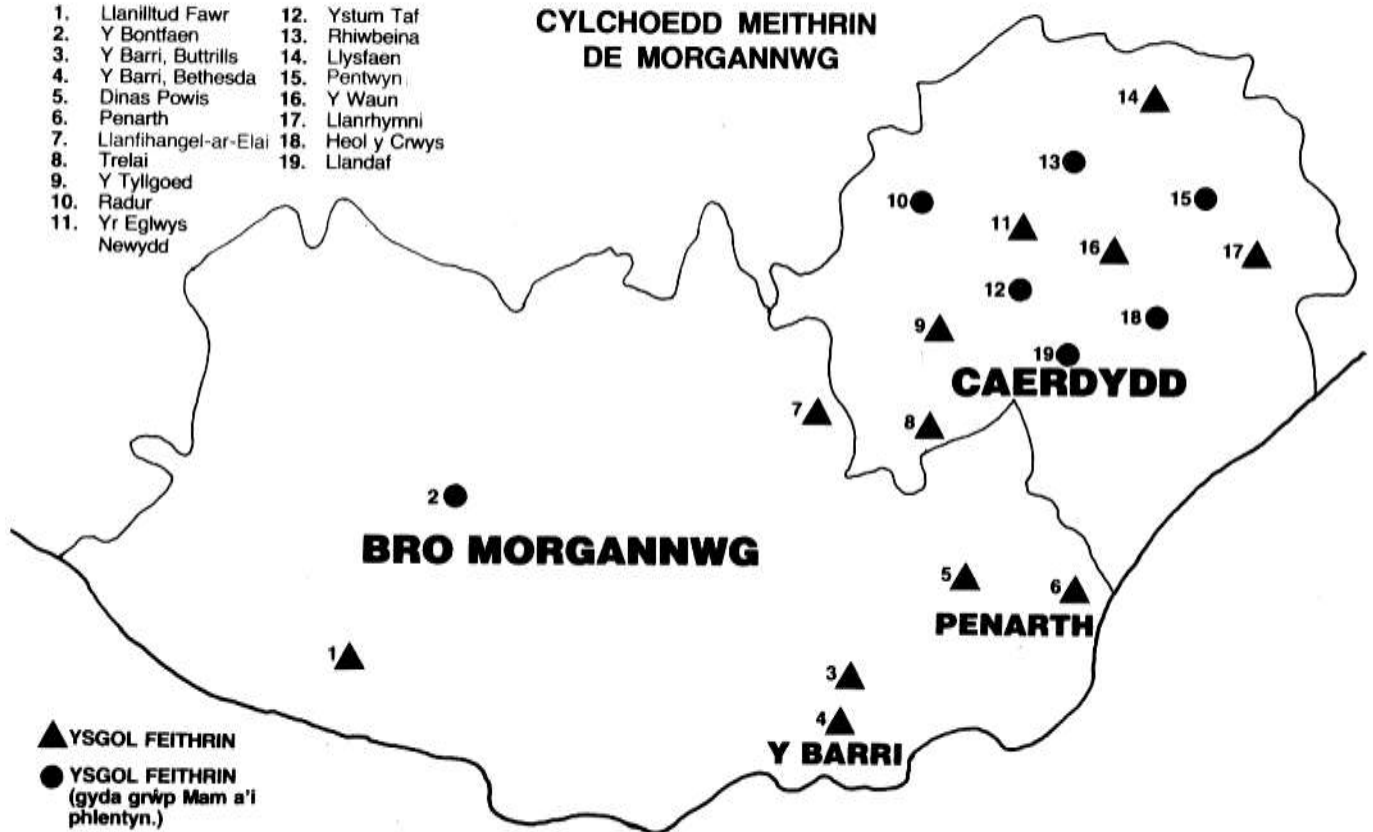 CYLCHOEDD MEITHRIN
DE MORGANNWG
1. Llanilltud Fawr
2. Y Bontfaen
3. Y Barri, Buttrills
4. Y Barri, Bethesda
5. Dinas Powis
6. Penarth
7. Llanfihangel-ar-Elai
8. Trelai
9. Y Tyllgoed
10. Radur
11. Yr Eglwys
Newydd
12. Ystum Taf
13. Rhiwbeina
14. Llysfaen
15. Pentwyn
16. Y Waun
17. Llanrhymni
18. Heol y Crwys
19. Llandaf
14
13
10
15
11
16
17
12
18
9
19
CAERDYDD
7
8
2
BRO MORGANNWG
5
6
PENARTH
1
3
4
Y BARRI
YSGOL FEITHRIN
YSGOL FEITHRIN
(gyda grŵp Mam a'i
phlentyn.)